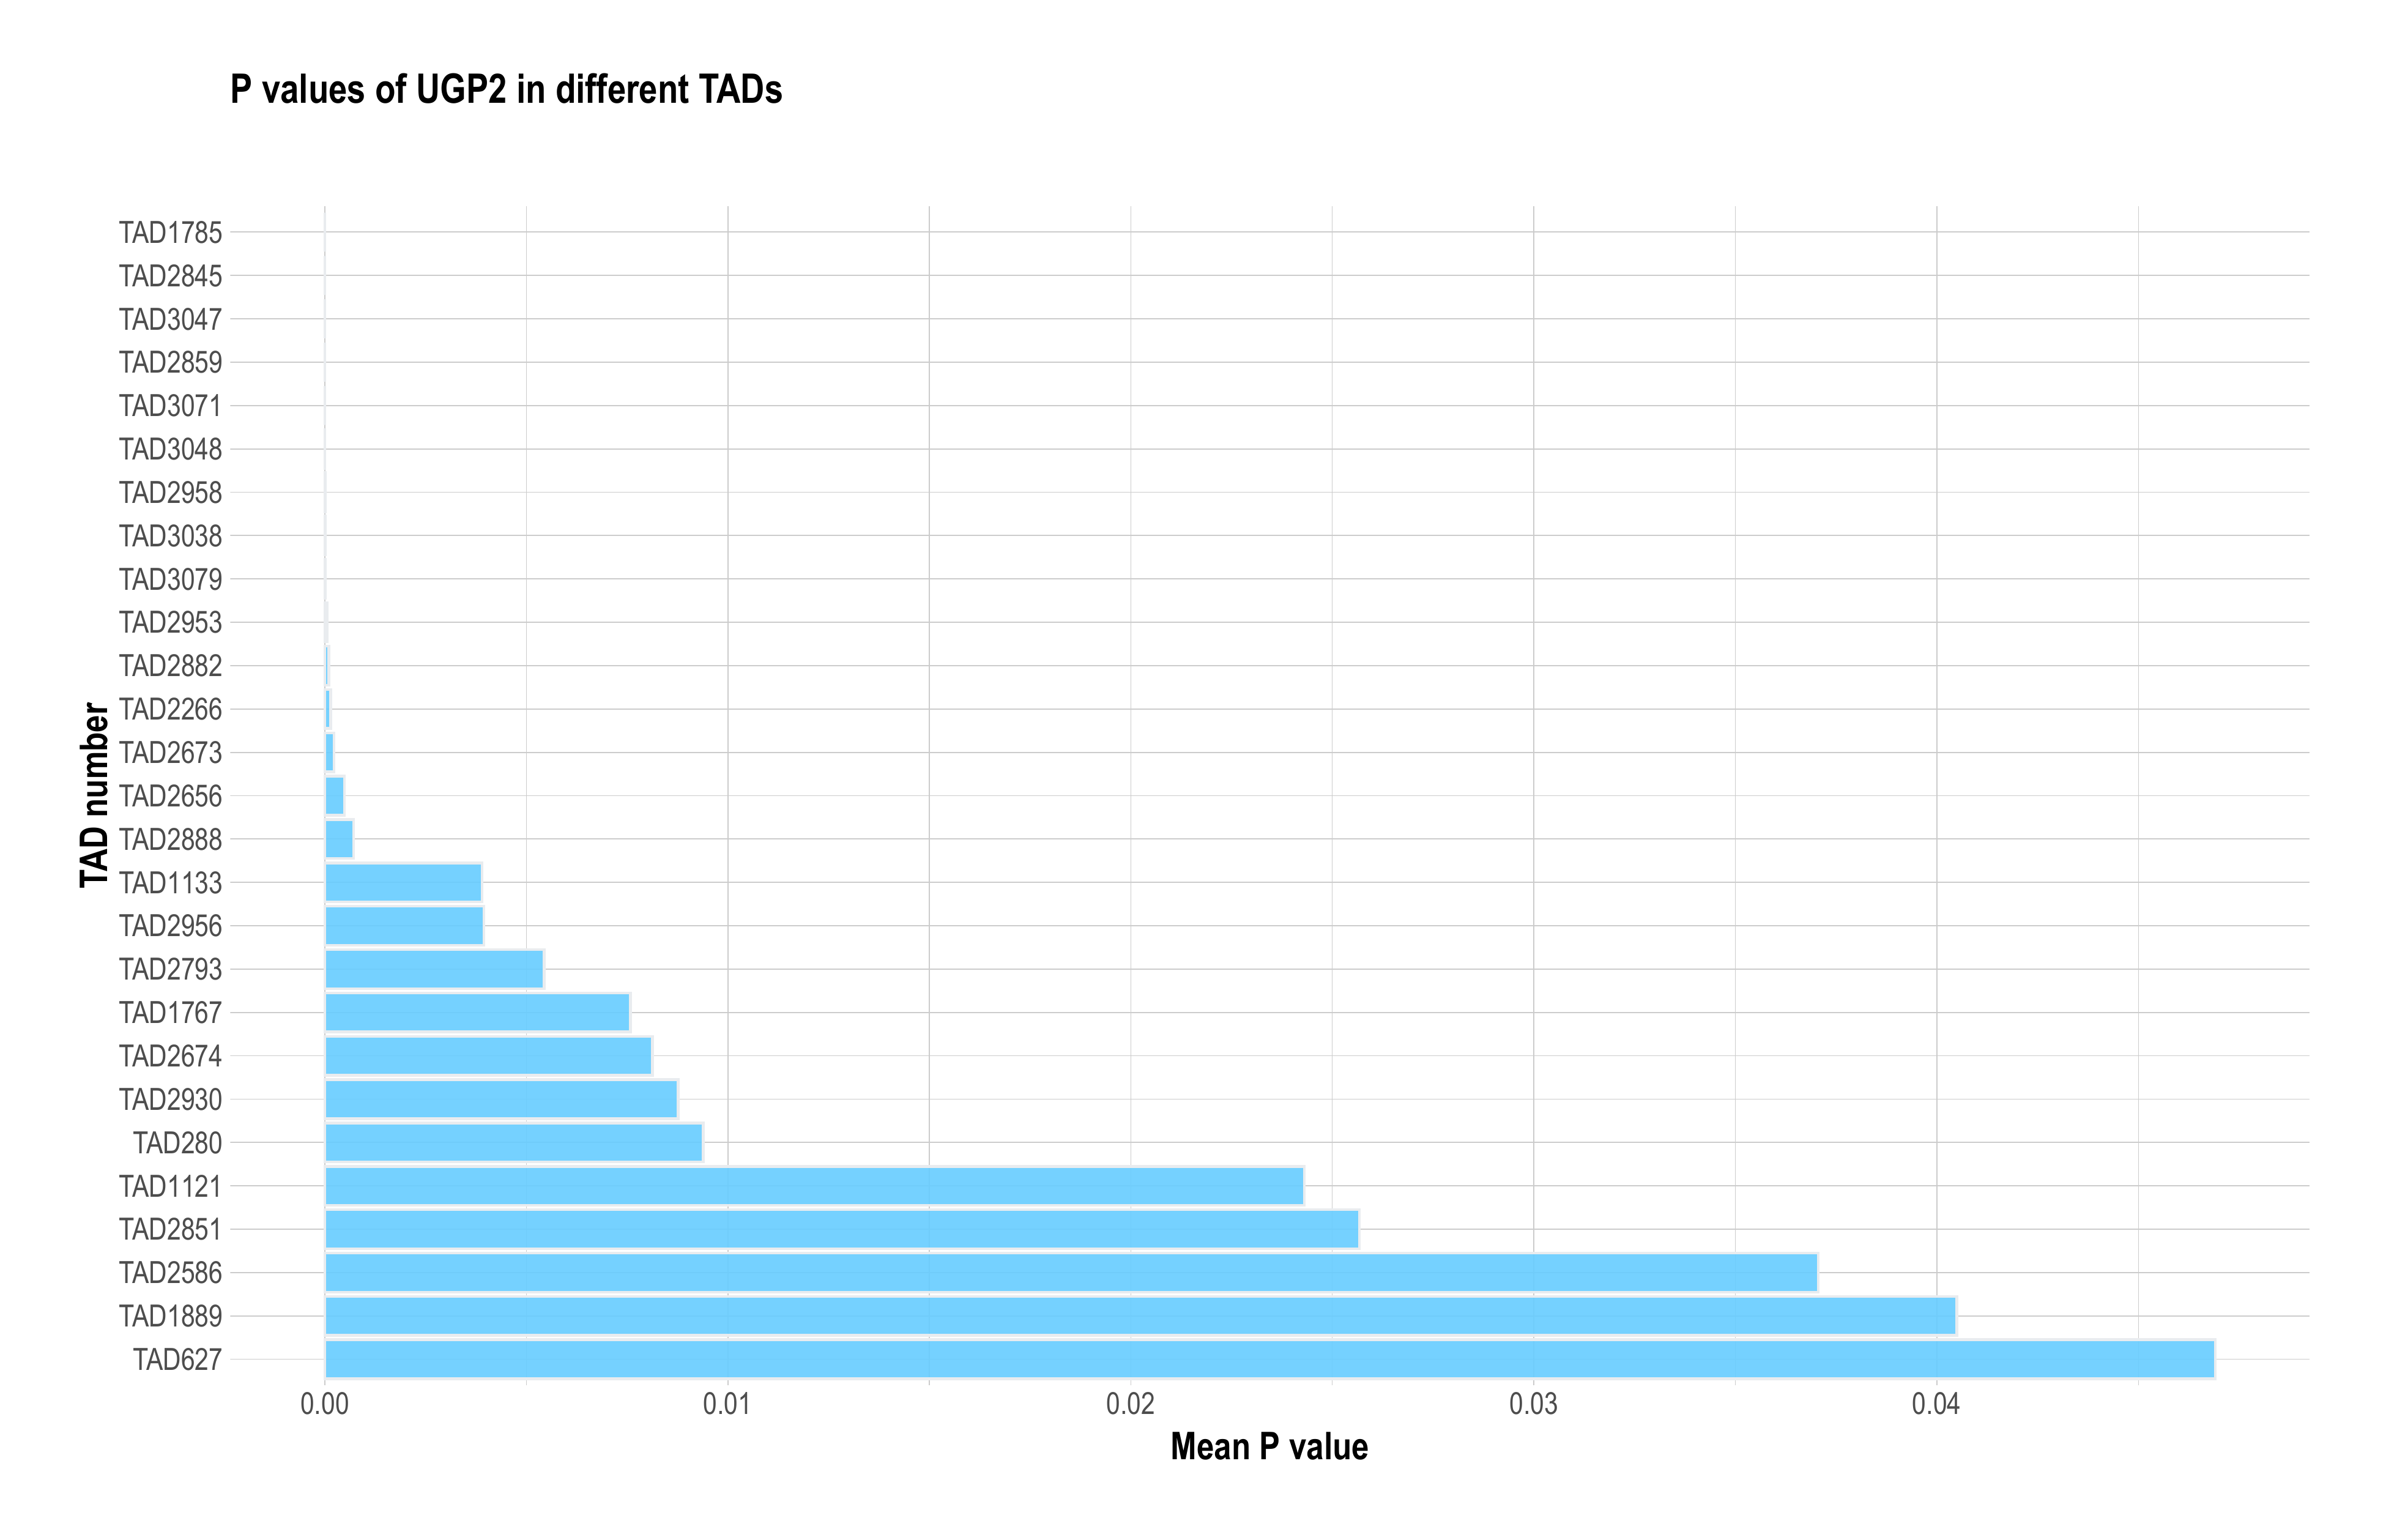 P values of UGP2 in different TADs
TAD number
TAD1785
TAD2845
TAD3047
TAD2859
TAD3071
TAD3048
TAD2958
TAD3038
TAD3079
TAD2953
TAD2882
TAD2266
TAD2673
TAD2656
TAD2888
TAD1133
TAD2956
TAD2793
TAD1767
TAD2674
TAD2930
TAD280
TAD1121
TAD2851
TAD2586
TAD1889
TAD627
0.00 0.01 0.02 0.03 0.04
Mean P value